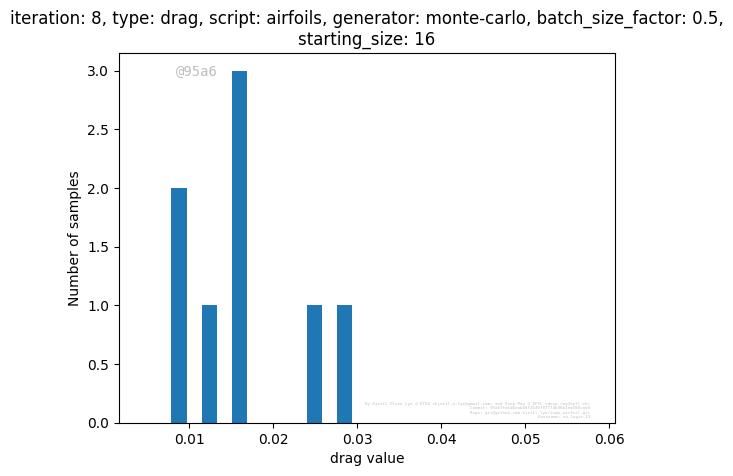 iteration: 8, type: drag, script: airfoils, generator: monte-carlo, batch_size_factor: 0.5,
starting_size: 16
@95a6
3.0
2.5
2.0
1.5
1.0
0.5
0.0
Number of samples
0.01
0.02
0.03
0.04
0.05
0.06
drag value